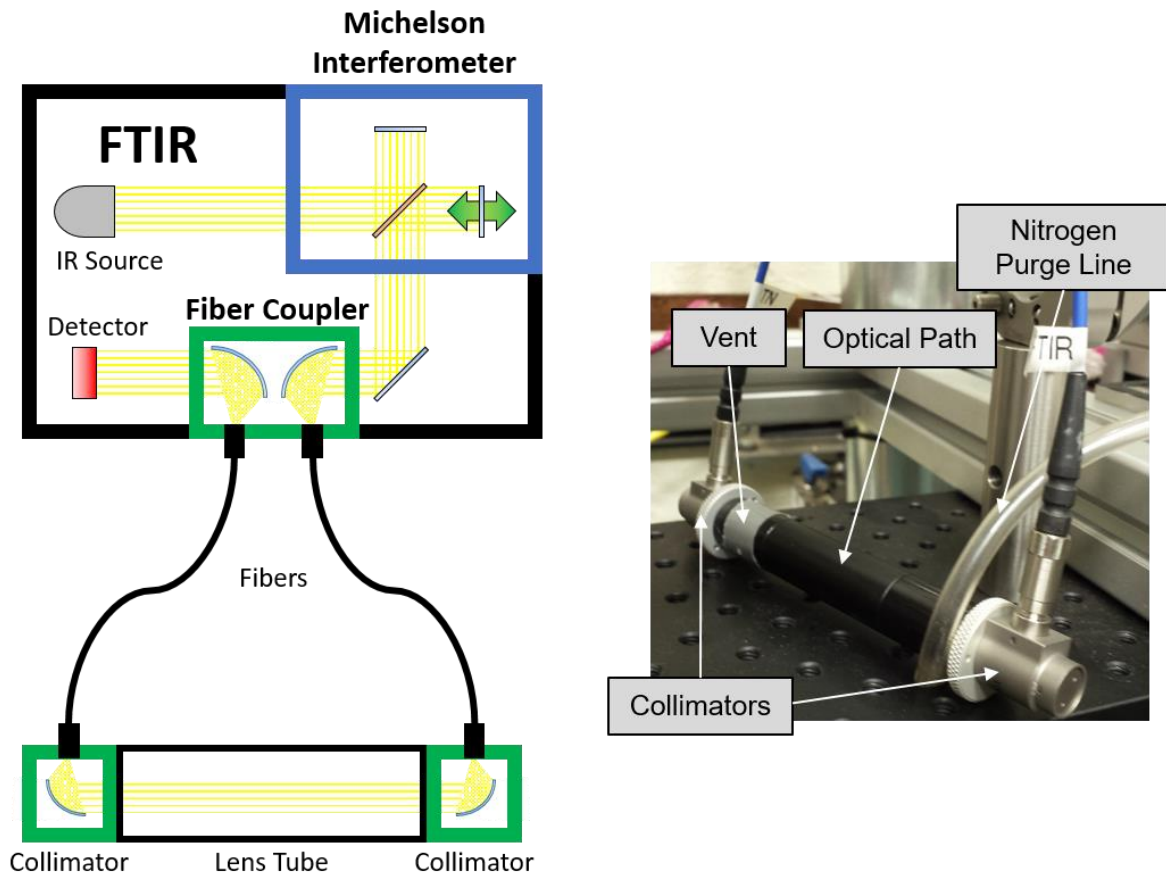 Michelson
Interferometer
FTIR
IR Source
Detector
Fiber Coupler
Fibers
Collimator
Lens Tube
Collimator
Nitrogen
Purge Line
Vent
Optical Path
TN
TIR
Collimators